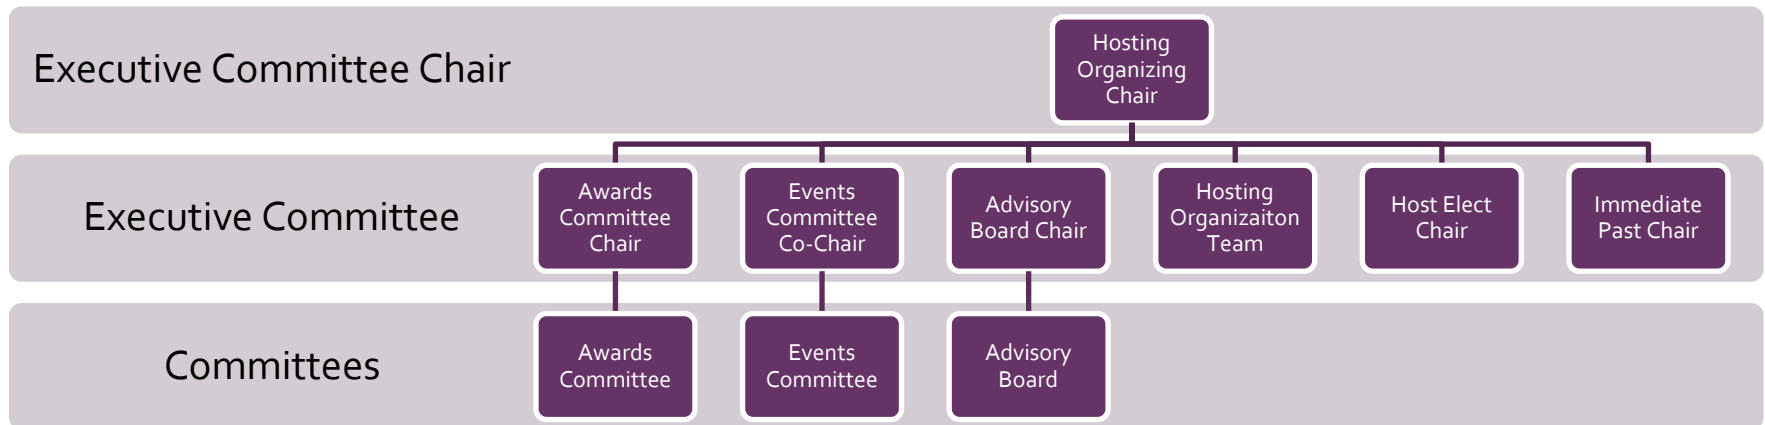 Executive Committee Chair
Hosting
Organizing
Chair
Executive Committee
Awards
Committee
Chair
Events
Committee
Co-Chair
Advisory
Board Chair
Hosting
Organizaiton
Team
Host Elect
Chair
Immediate
Past Chair
Committees
Awards
Committee
Events
Committee
Advisory
Board